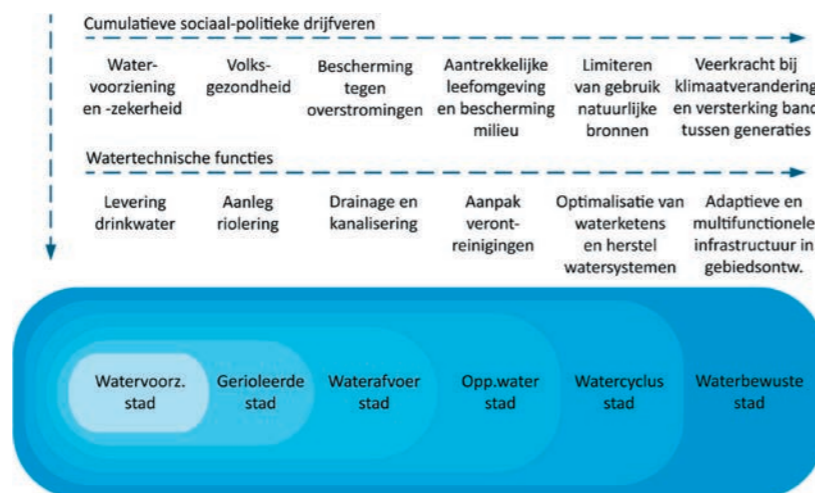 Cumulatieve sociaal-politieke drijfveren
Water-
voorziening
en -zekerheid
Volks-
gezondheid
Bescherming
tegen
overstromingen
Aantrekkelijke
leefomgeving
en bescherming
milieu
Limiteren
van gebruik
natuurlijke
bronnen
Veerkracht bij
klimaatverandering
en versterking band
tussen generaties
Watertechnische functies
Levering
drinkwater
Aanleg
riolering
Drainage en
kanalisering
Aanpak
veront-
reinigingen
Optimalisatie van
waterketens
en herstel
watersystemen
Adaptieve en
multifunctionele
infrastructuur in
gebiedsontw.
Watervoorz.
stad
Gerioleerde
stad
Waterafvoer
stad
Opp.water
stad
Watercyclus
stad
Waterbewuste
stad